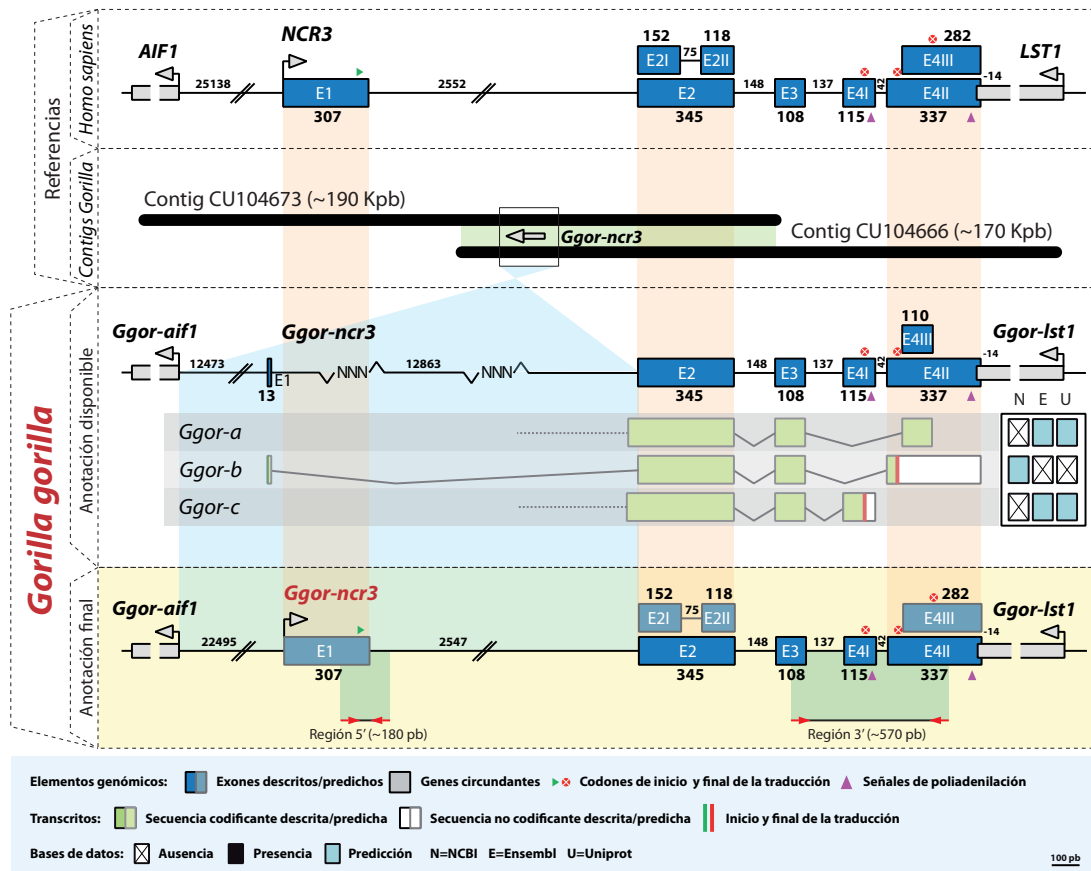 Referencias
Homo sapiens
AIF1
NCR3
152
118
282
LST1
75
E2I
E2II
E4III
-14
25138
2552
148
137
42
E1
E2
E3
E4I
E4II
307
345
108
115
337
Contigs Gorilla
Contig CU104673 (~190 Kpb)
Ggor-ncr3
Contig CU104666 (~170 Kpb)
Gorilla gorilla
Anotación disponible
Ggor-aif1
Ggor-ncr3
110
Ggor-lst1
E4III
-14
12473
NNN
12863
NNN
148
137
42
E1
E2
E3
E4I
E4II
13
345
108
115
337
N E U
Ggor-a
Ggor-b
Ggor-c
Anotación final
Ggor-aif1
Ggor-ncr3
152
118
282
Ggor-lst1
75
E2I
E2II
E4III
-14
22495
2547
148
137
42
E1
E2
E3
E4I
E4II
307
345
108
115
337
Región 5' (~180 pb)
Región 3' (~570 pb)
Elementos genómicos: Exones descritos/predichos Genes circundantes Codones de inicio y final de la traducción Señales de poliadenilación
Transcritos: Secuencia codificante descrita/predicha Secuencia no codificante descrita/predicha Inicio y final de la traducción
Bases de datos: Ausencia Presencia Predicción N=NCBI E=Ensembl U=Uniprot
100 pb